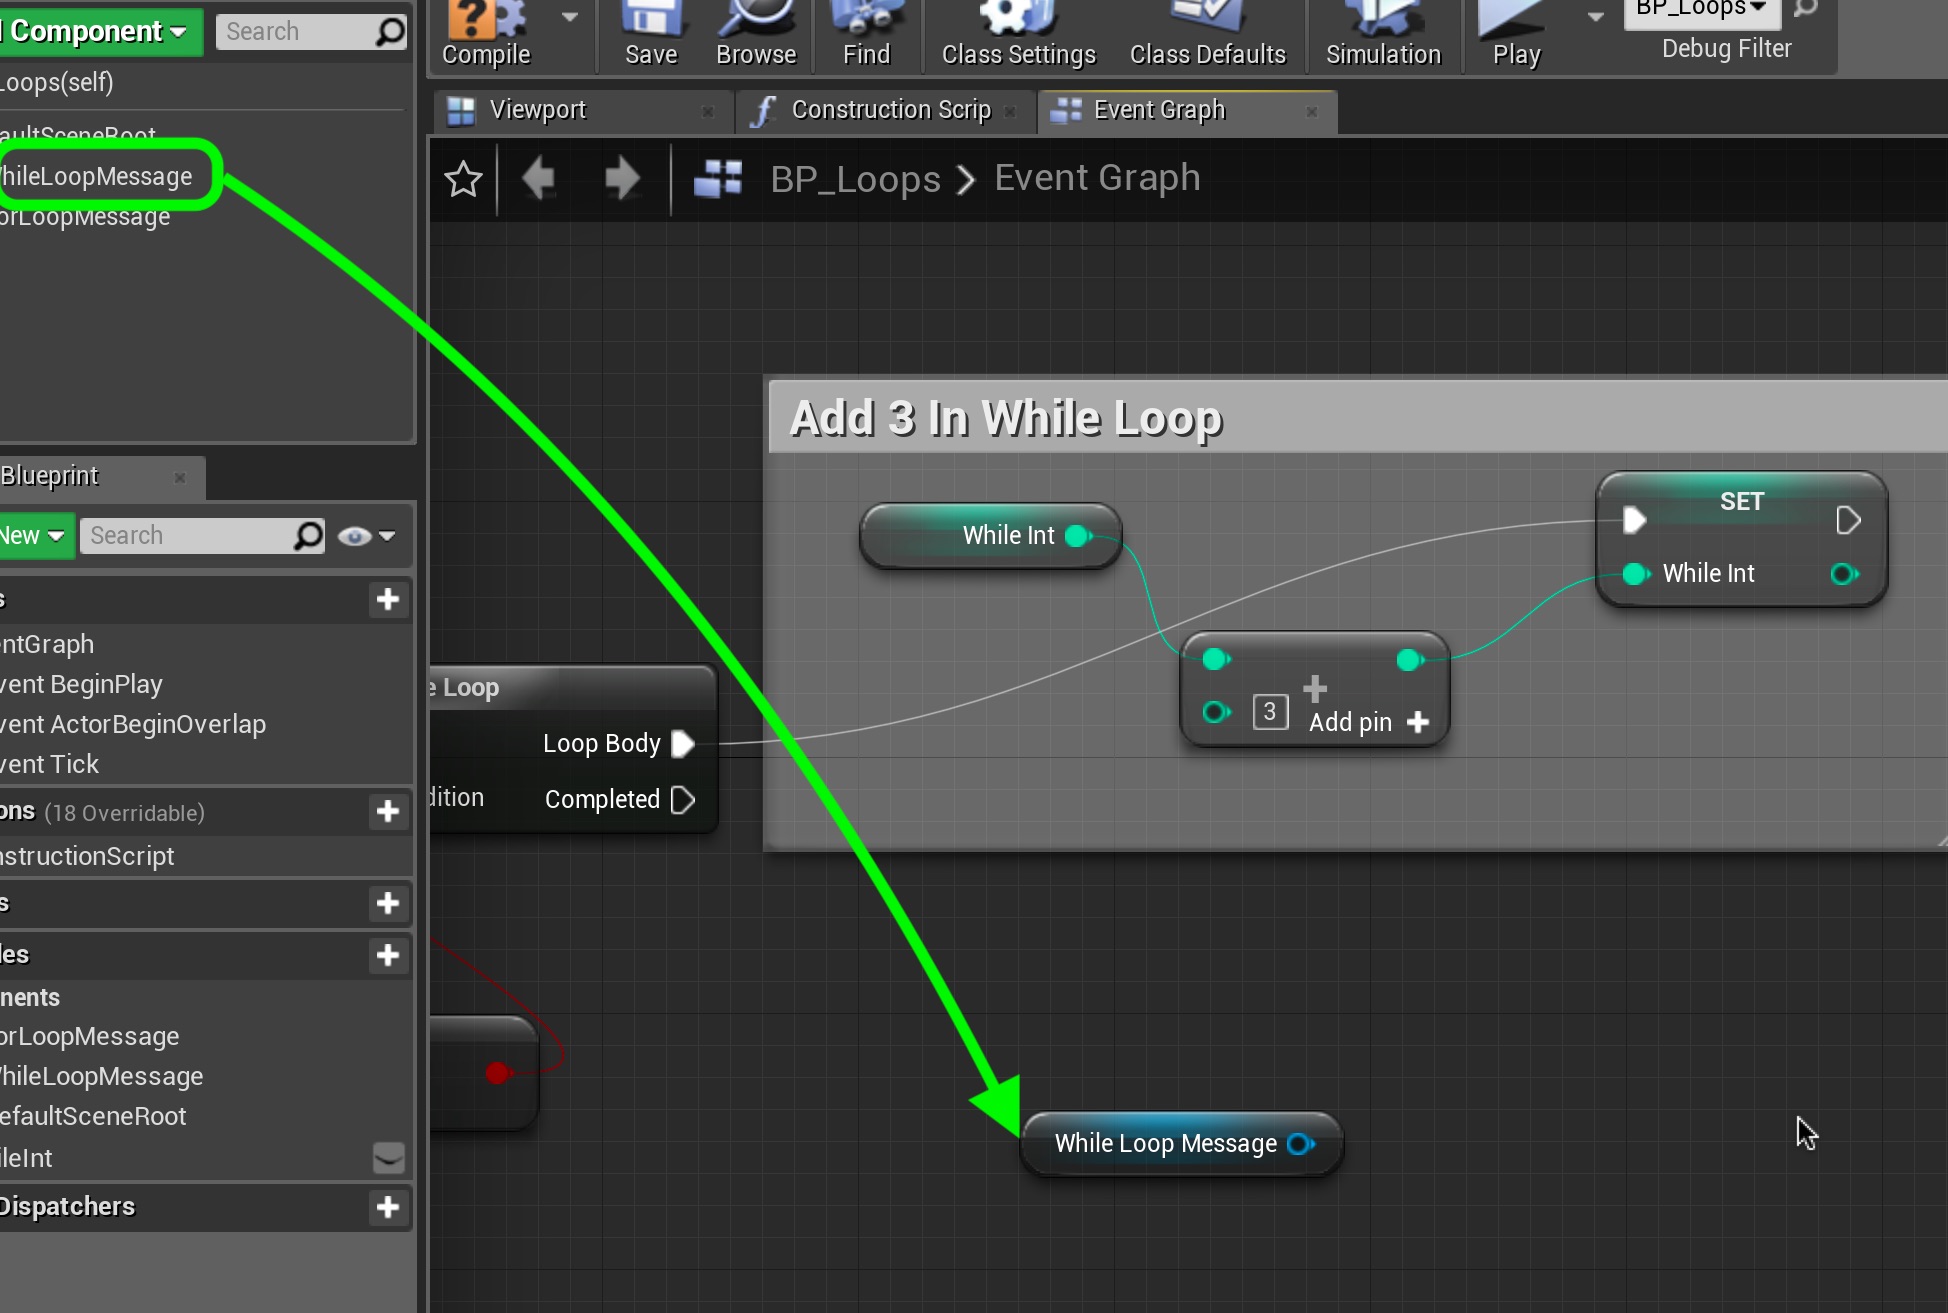 Component
Search
Compile
Save
Browse
Find
Class Settings
Class Defaults
Simulation
Play
BP_Loops
Debug Filter
Loops(self)
aultSceneRoot
hileLoopMessage
orLoopMessage
Viewport
Construction Scrip
Event Graph
BP_Loops > Event Graph
Add 3 In While Loop
While Int
SET
While Int
3
Add pin
e Loop
Loop Body
dition
Completed
While Loop Message
Blueprint
New
Search
s
entGraph
vent BeginPlay
vent ActorBeginOverlap
vent Tick
ons (18 Overridable)
nstructionScript
s
les
nents
orLoopMessage
hileLoopMessage
efaultSceneRoot
ileInt
Dispatchers